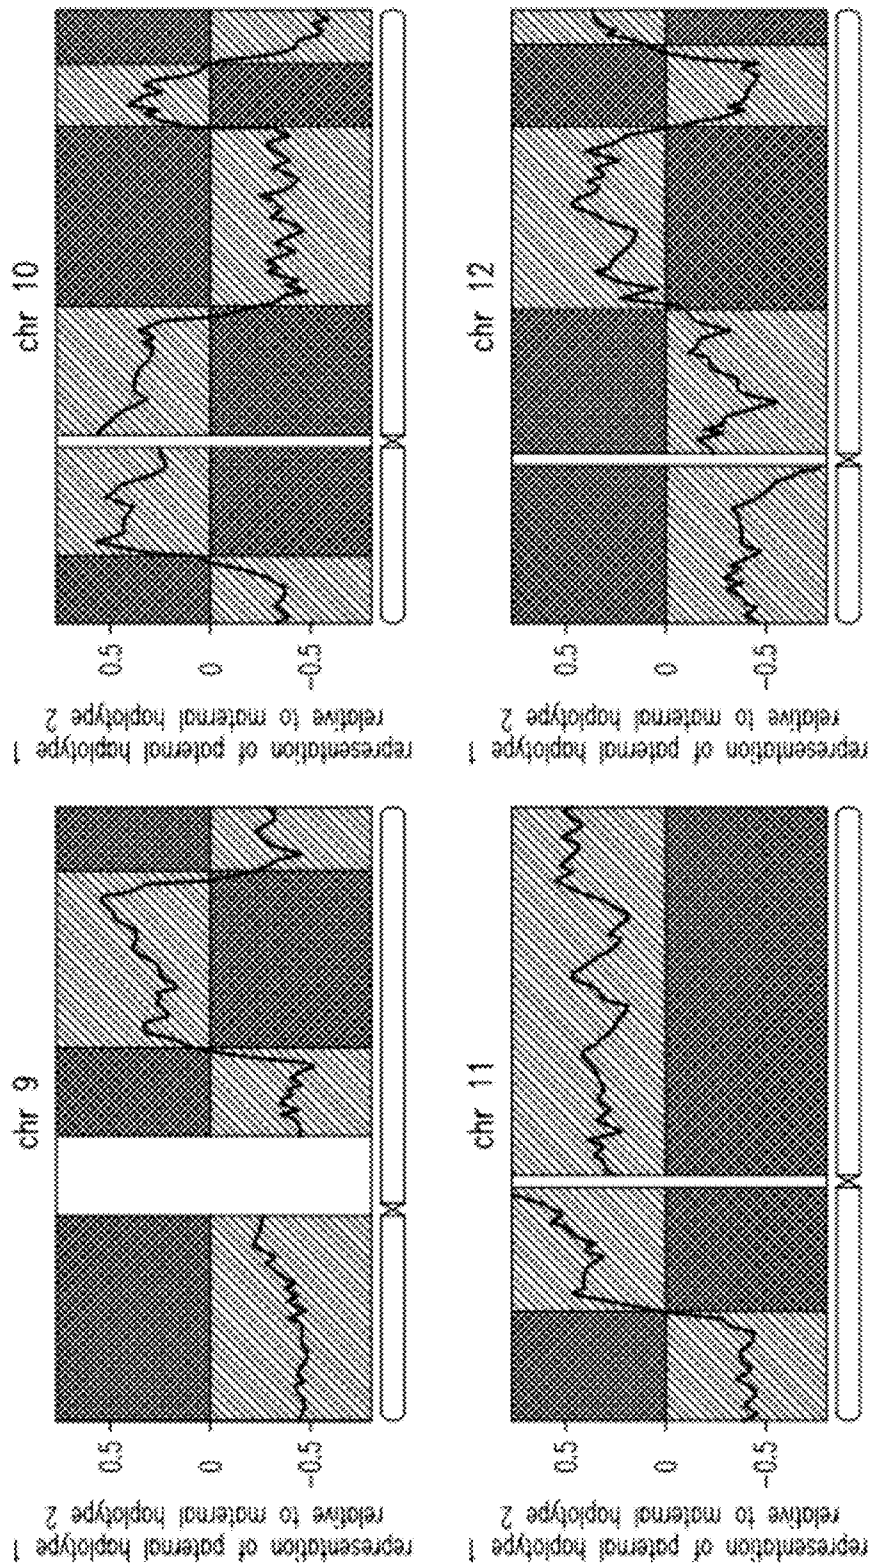 chr 9
representation of paternal haplotype 1
relative to maternal haplotype 2
0.5
0
-0.5
chr 10
representation of paternal haplotype 1
relative to maternal haplotype 2
0.5
0
-0.5
chr 11
representation of paternal haplotype 1
relative to maternal haplotype 2
0.5
0
-0.5
chr 12
representation of paternal haplotype 1
relative to maternal haplotype 2
0.5
0
-0.5